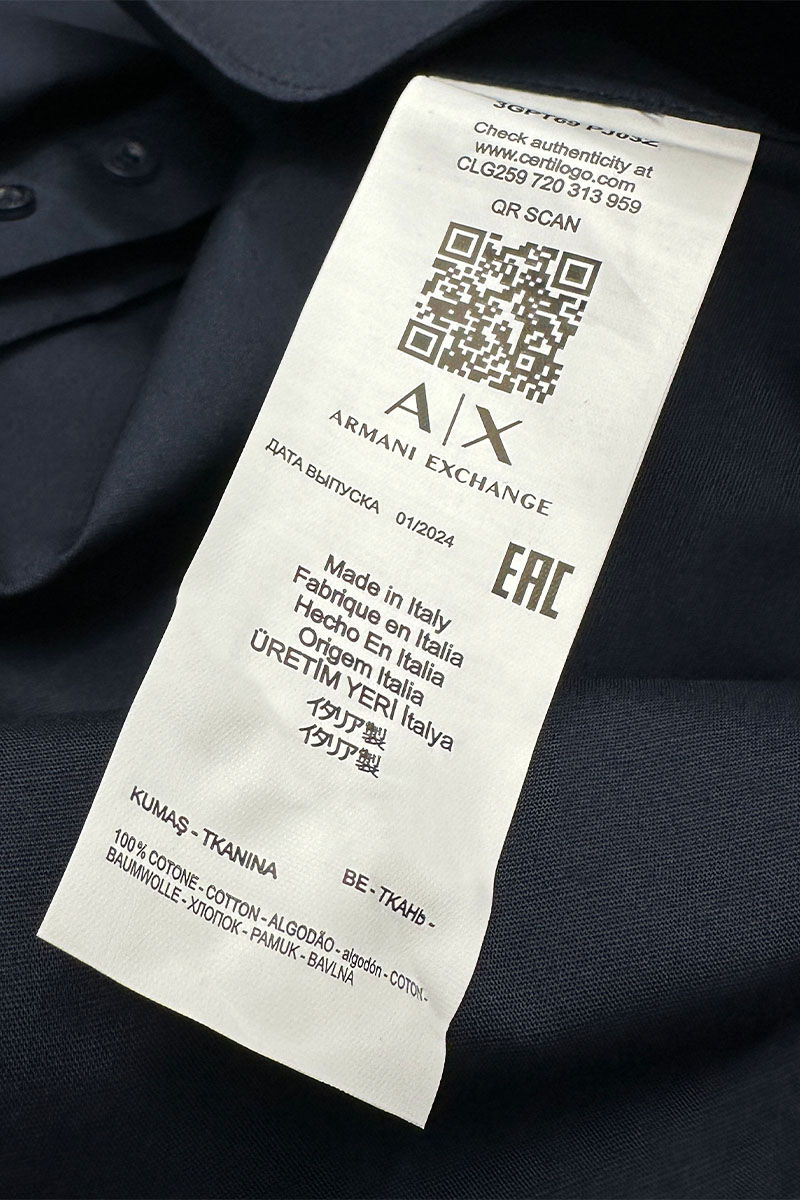 Check authenticity at
www.certilogo.com
CLG259 720 313 959
QR SCAN
A|X
ARMANI EXCHANGE
ДАТА ВЫПУСКА 01/2024
EAC
Made in Italy
Fabrique en Italia
Hecho En Italia
Origem Italia
ÜRETİM YERİ Italya
イタリア製
イタリア製
KUMAŞ - TKANINA BE - ТКАНЬ -
100% COTONE - COTTON - ALGODÃO - algodón - COTON -
BAUMWOLLE - ХЛОПОК - PAMUK - BAVLNA